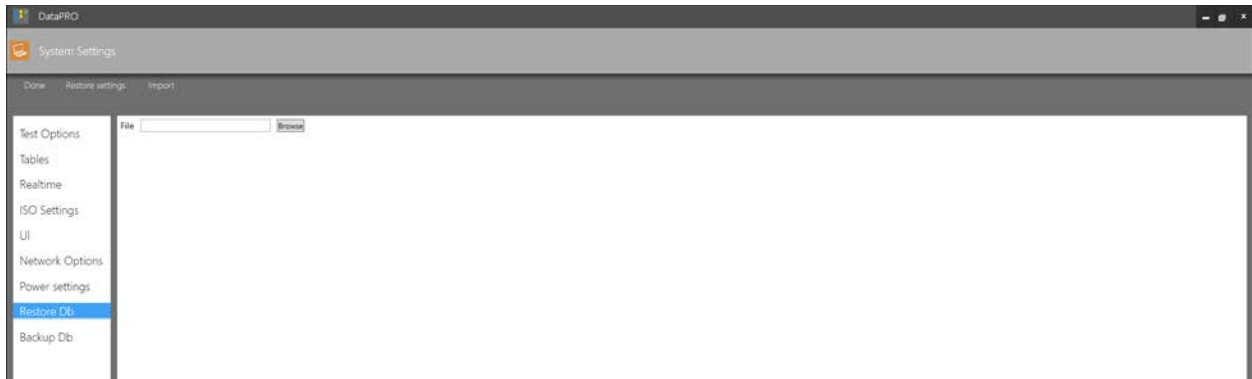 DataPRO
System Settings
Done Restore settings Import
File Browse
Test Options
Tables
Realtime
ISO Settings
UI
Network Options
Power settings
Restore Db
Backup Db